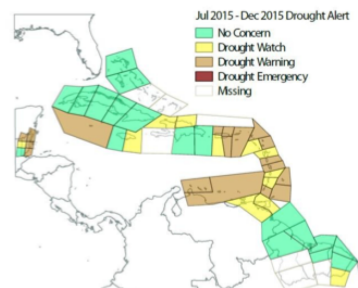 Jul 2015 - Dec 2015 Drought Alert
No Concern
Drought Watch
Drought Warning
Drought Emergency
Missing